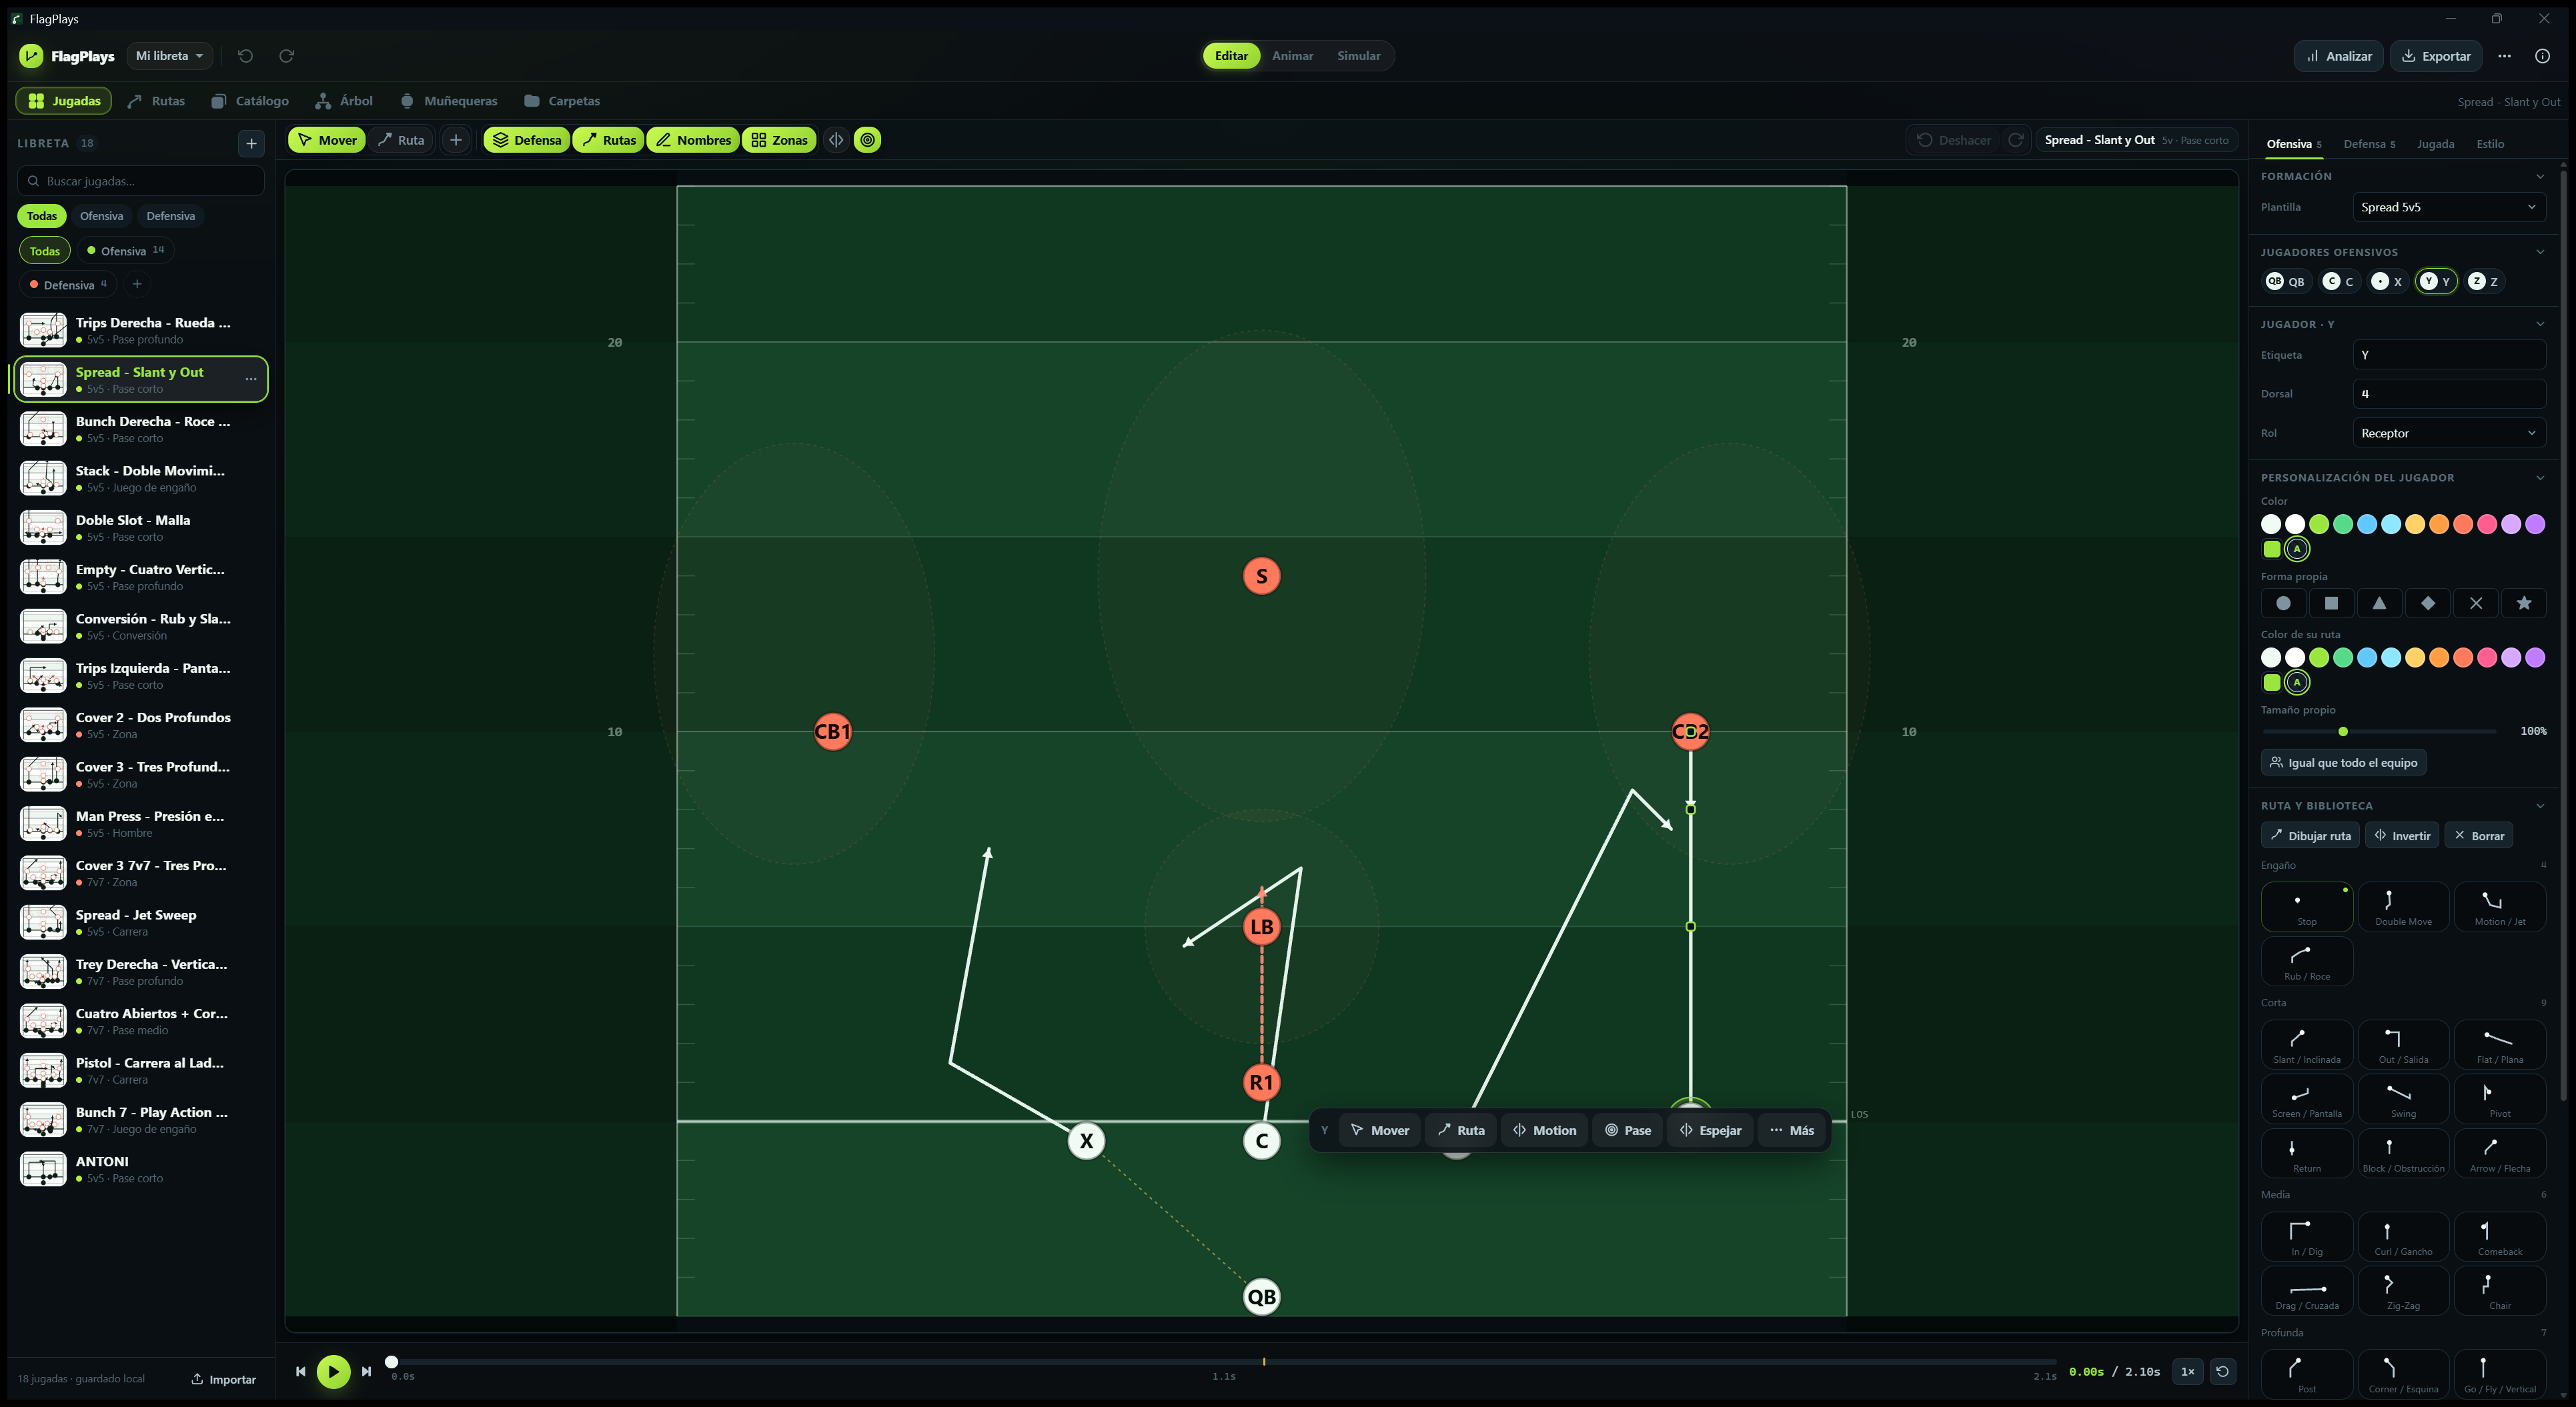 FlagPlays
FlagPlays
Mi libreta
Editar
Animar
Simular
Analizar
Exportar
Jugadas
Rutas
Catálogo
Árbol
Muñequeras
Carpetas
Spread - Slant y Out
LIBRETA 18
Buscar jugadas...
Todas
Ofensiva
Defensiva
Todas
Ofensiva 14
Defensiva 4
Trips Derecha - Rueda ...
5v5 · Pase profundo
Spread - Slant y Out
5v5 · Pase corto
Bunch Derecha - Roce ...
5v5 · Pase corto
Stack - Doble Movimi...
5v5 · Juego de engaño
Doble Slot - Malla
5v5 · Pase corto
Empty - Cuatro Vertic...
5v5 · Pase profundo
Conversión - Rub y Sla...
5v5 · Conversión
Trips Izquierda - Panta...
5v5 · Pase corto
Cover 2 - Dos Profundos
5v5 · Zona
Cover 3 - Tres Profund...
5v5 · Zona
Man Press - Presión e...
5v5 · Hombre
Cover 3 7v7 - Tres Pro...
7v7 · Zona
Spread - Jet Sweep
5v5 · Carrera
Trey Derecha - Vertica...
7v7 · Pase profundo
Cuatro Abiertos + Cor...
7v7 · Pase medio
Pistol - Carrera al Lad...
7v7 · Carrera
Bunch 7 - Play Action ...
7v7 · Juego de engaño
ANTONI
5v5 · Pase corto
18 jugadas · guardado local
Importar
Mover
Ruta
Defensa
Rutas
Nombres
Zonas
Deshacer
Spread - Slant y Out 5v · Pase corto
20
20
S
10
CB1
CB2
10
LB
R1
LOS
X
C
Y
Mover
Ruta
Motion
Pase
Espejar
Más
QB
0.0s
1.1s
2.1s
0.00s / 2.10s
1×
Ofensiva 5
Defensa 5
Jugada
Estilo
FORMACIÓN
Plantilla
Spread 5v5
JUGADORES OFENSIVOS
QB QB
C C
X
Y Y
Z Z
JUGADOR · Y
Etiqueta
Y
Dorsal
4
Rol
Receptor
PERSONALIZACIÓN DEL JUGADOR
Color
A
Forma propia
Color de su ruta
A
Tamaño propio
100%
Igual que todo el equipo
RUTA Y BIBLIOTECA
Dibujar ruta
Invertir
Borrar
Engaño 4
Stop
Double Move
Motion / Jet
Rub / Roce
Corta 9
Slant / Inclinada
Out / Salida
Flat / Plana
Screen / Pantalla
Swing
Pivot
Return
Block / Obstrucción
Arrow / Flecha
Media 6
In / Dig
Curl / Gancho
Comeback
Drag / Cruzada
Zig-Zag
Chair
Profunda 7
Post
Corner / Esquina
Go / Fly / Vertical